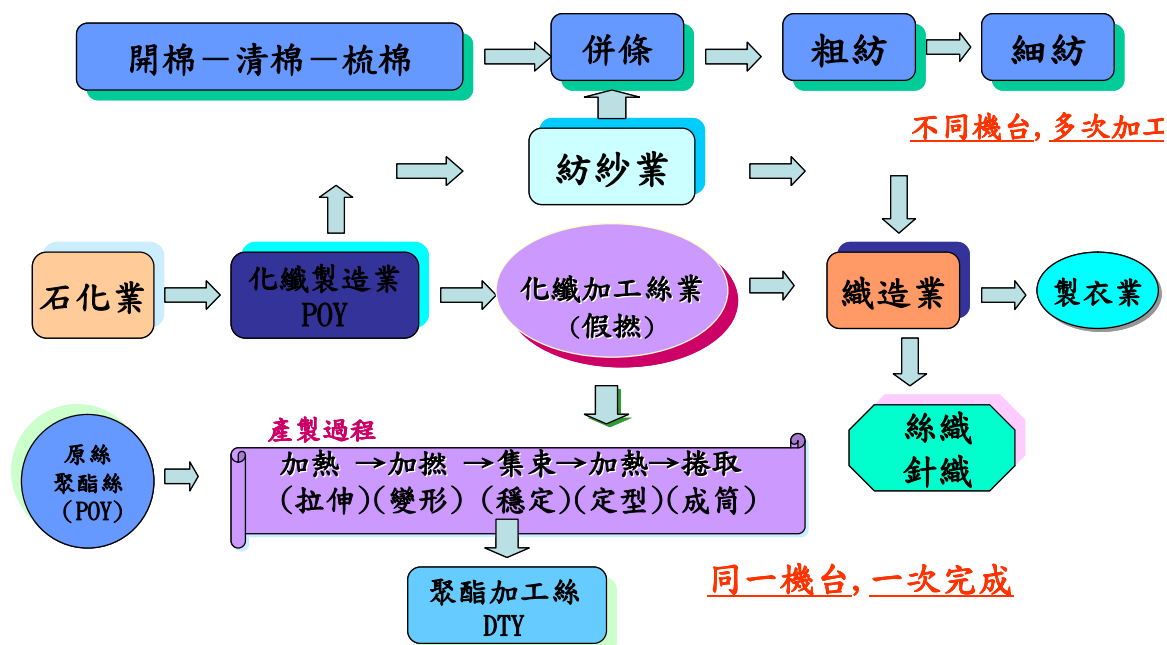 開棉－清棉－梳棉
併條
粗紡
細紡
不同機台, 多次加工
紡紗業
石化業
化纖製造業
POY
化纖加工絲業
(假撚)
織造業
製衣業
產製過程
原絲
聚酯絲
(POY)
加熱 →加撚 →集束→加熱→捲取
(拉伸)(變形) (穩定)(定型)(成筒)
絲織
針織
聚酯加工絲
DTY
同一機台, 一次完成